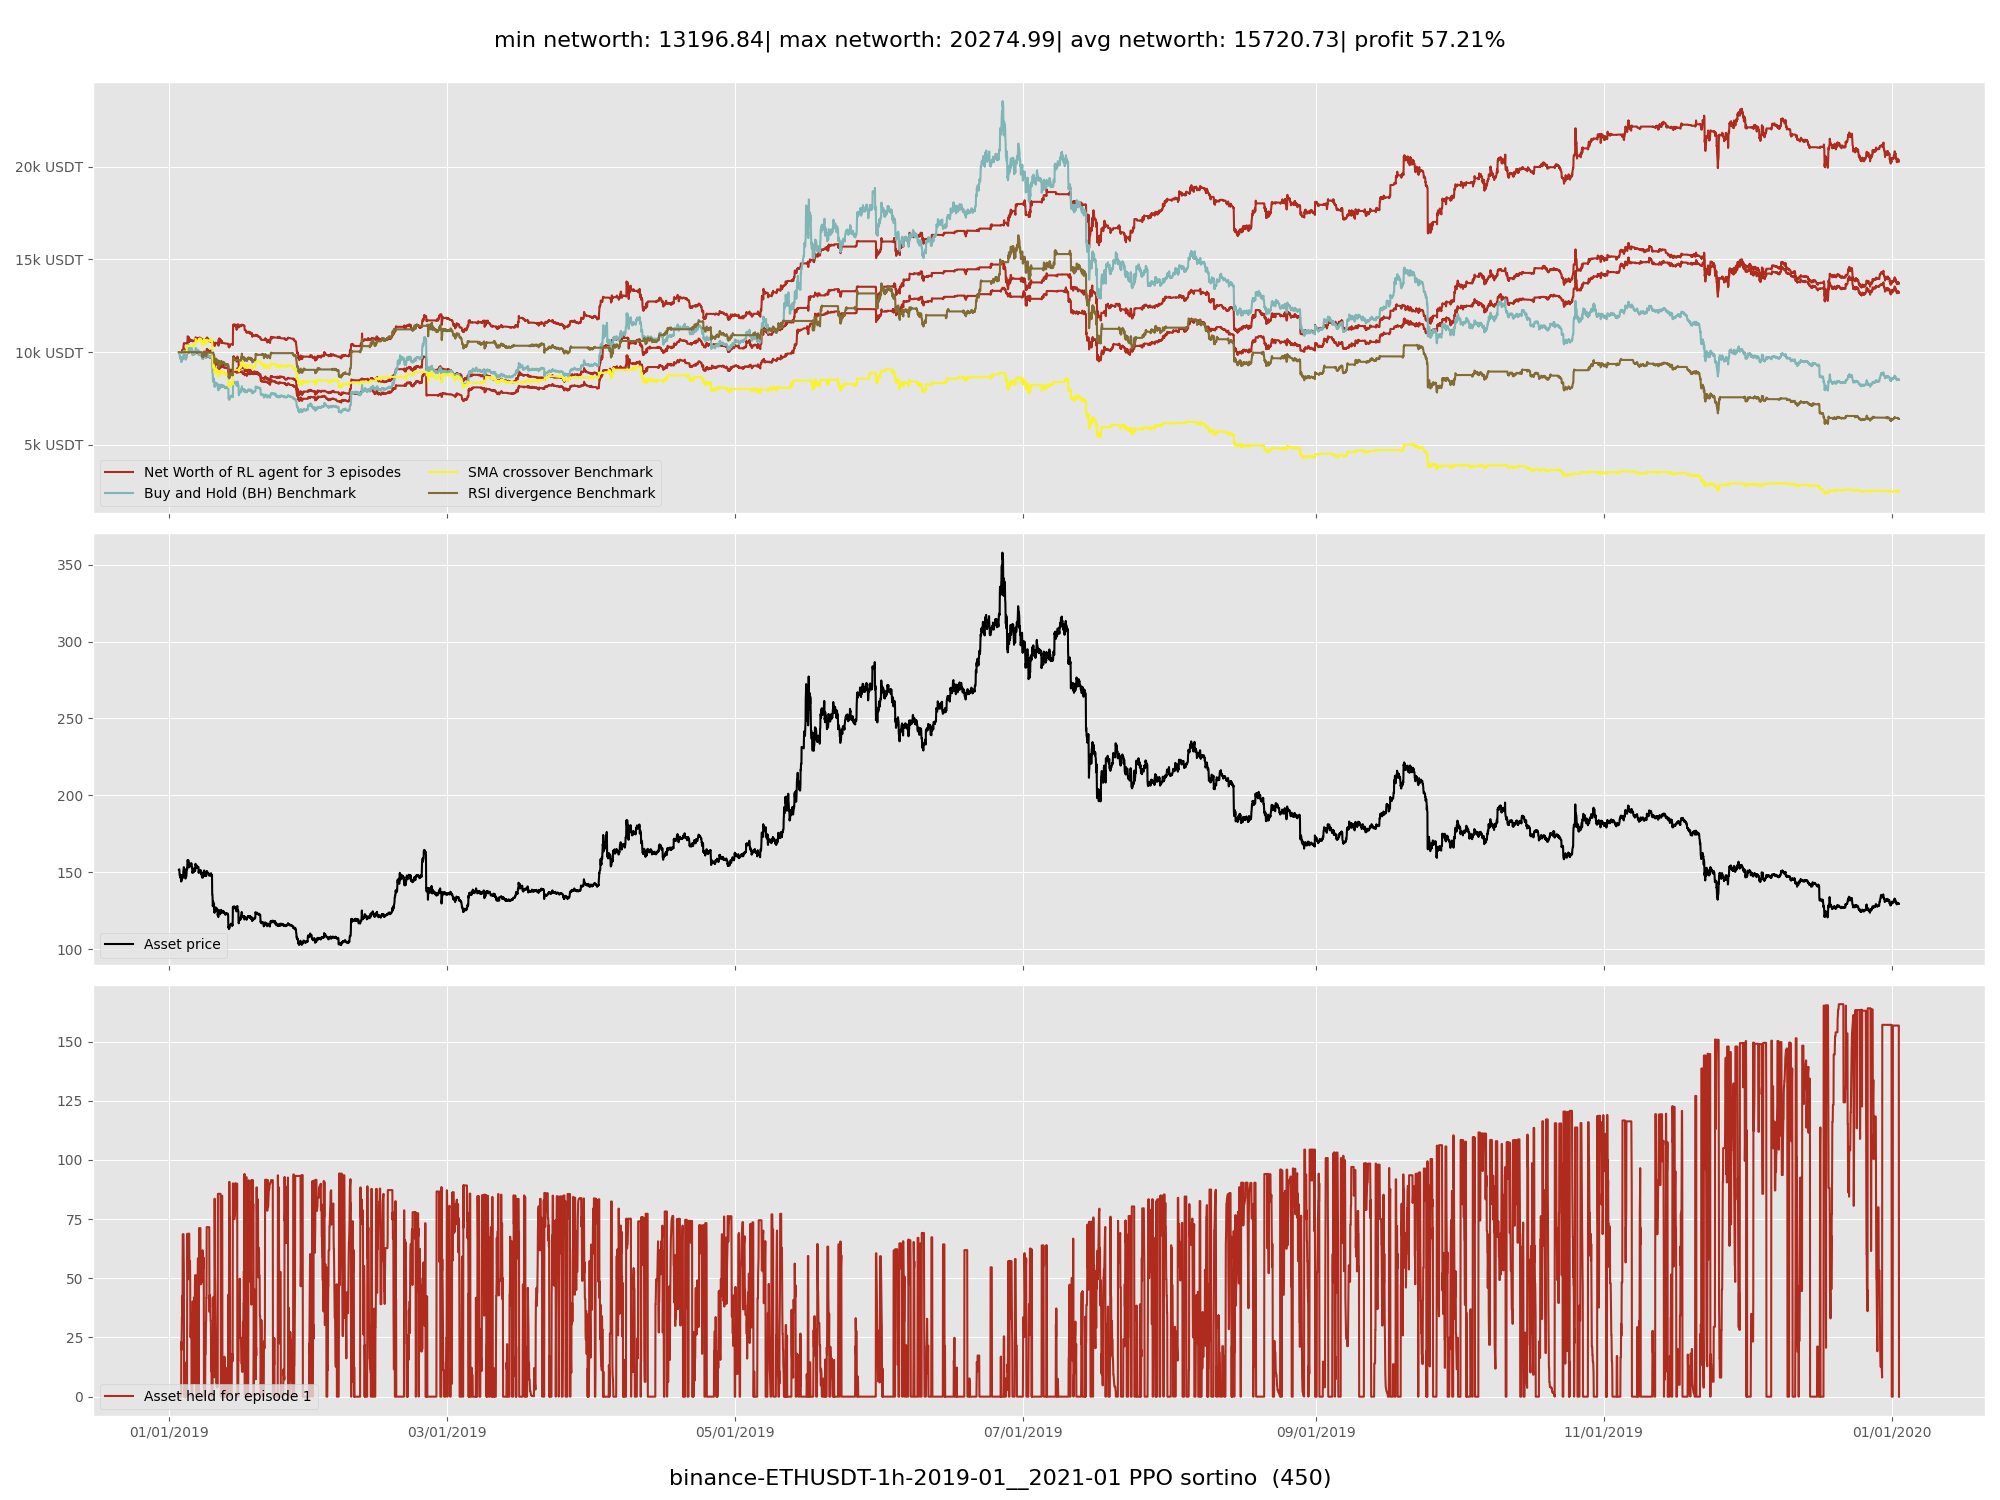 min networth: 13196.84| max networth: 20274.99| avg networth: 15720.73| profit 57.21%
20k USDT
15k USDT
10k USDT
5k USDT
Net Worth of RL agent for 3 episodes
Buy and Hold (BH) Benchmark
SMA crossover Benchmark
RSI divergence Benchmark
350
300
250
200
150
100
Asset price
150
125
100
75
50
25
0
Asset held for episode 1
01/01/2019 03/01/2019 05/01/2019 07/01/2019 09/01/2019 11/01/2019 01/01/2020
binance-ETHUSDT-1h-2019-01__2021-01 PPO sortino  (450)